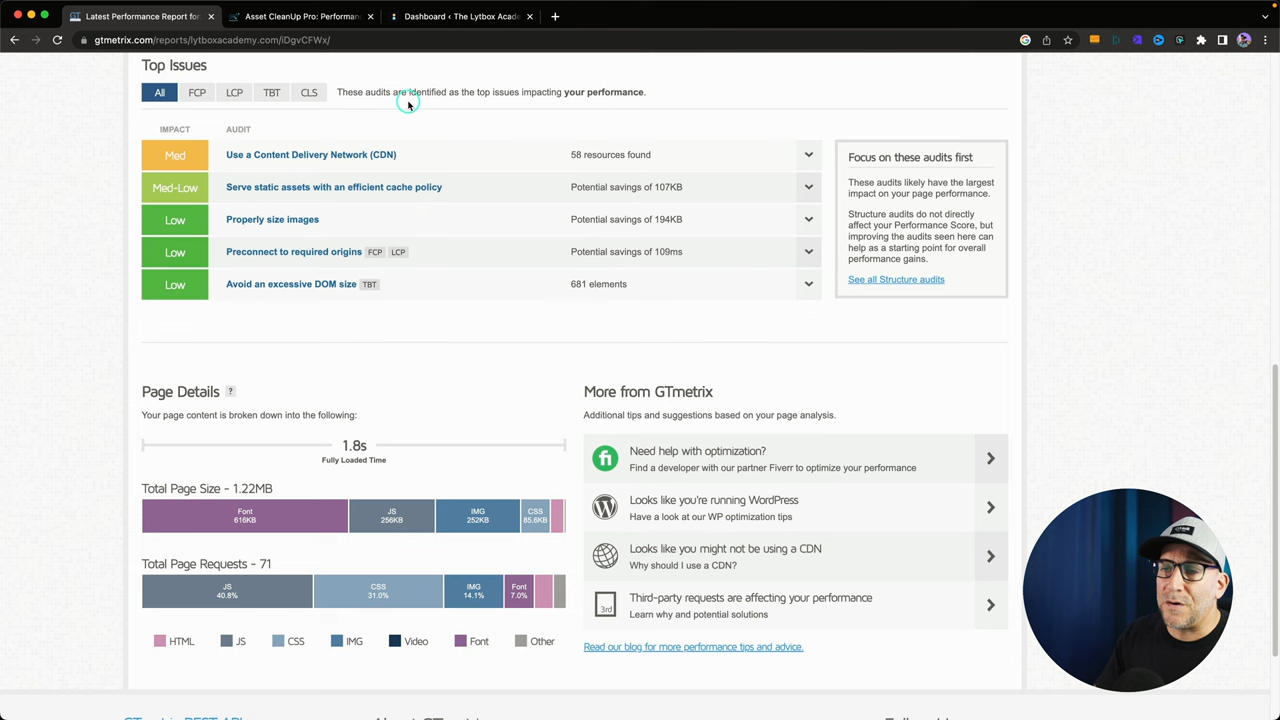 Latest Performance Report for
Asset CleanUp Pro: Performan
Dashboard ‹ The Lytbox Acade
gtmetrix.com/reports/lytboxacademy.com/iDgvCFWx/
Top Issues
All FCP LCP TBT CLS These audits are identified as the top issues impacting your performance.
IMPACT AUDIT
Med Use a Content Delivery Network (CDN) 58 resources found
Med-Low Serve static assets with an efficient cache policy Potential savings of 107KB
Low Properly size images Potential savings of 194KB
Low Preconnect to required origins FCP LCP Potential savings of 109ms
Low Avoid an excessive DOM size TBT 681 elements
Focus on these audits first
These audits likely have the largest
impact on your page performance.
Structure audits do not directly
affect your Performance Score, but
improving the audits seen here can
help as a starting point for overall
performance gains.
See all Structure audits
Page Details ?
Your page content is broken down into the following:
1.8s
Fully Loaded Time
Total Page Size - 1.22MB
Font
616KB
JS
256KB
IMG
252KB
CSS
85.6KB
Total Page Requests - 71
JS
40.8%
CSS
31.0%
IMG
14.1%
Font
7.0%
HTML JS CSS IMG Video Font Other
More from GTmetrix
Additional tips and suggestions based on your page analysis.
fi
Need help with optimization?
Find a developer with our partner Fiverr to optimize your performance
Looks like you're running WordPress
Have a look at our WP optimization tips
Looks like you might not be using a CDN
Why should I use a CDN?
3rd
Third-party requests are affecting your performance
Learn why and potential solutions
Read our blog for more performance tips and advice.